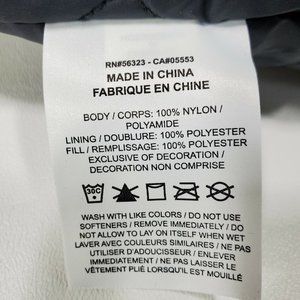 RN#56323 - CA#05553
MADE IN CHINA
FABRIQUE EN CHINE
BODY / CORPS: 100% NYLON /
POLYAMIDE
LINING / DOUBLURE: 100% POLYESTER
FILL / REMPLISSAGE: 100% POLYESTER
EXCLUSIVE OF DECORATION /
DECORATION NON COMPRISE
30C
WASH WITH LIKE COLORS / DO NOT USE
SOFTENERS / REMOVE IMMEDIATELY / DO
NOT ALLOW TO LAY ON ITSELF WHEN WET
LAVER AVEC COULEURS SIMILAIRES / NE PAS
UTILISER D'ADOUCISSEUR / ENLEVER
IMMEDIATEMENT / NE PAS LAISSER LE
VÊTEMENT PLIÉ LORSQU'IL EST MOUILLÉ